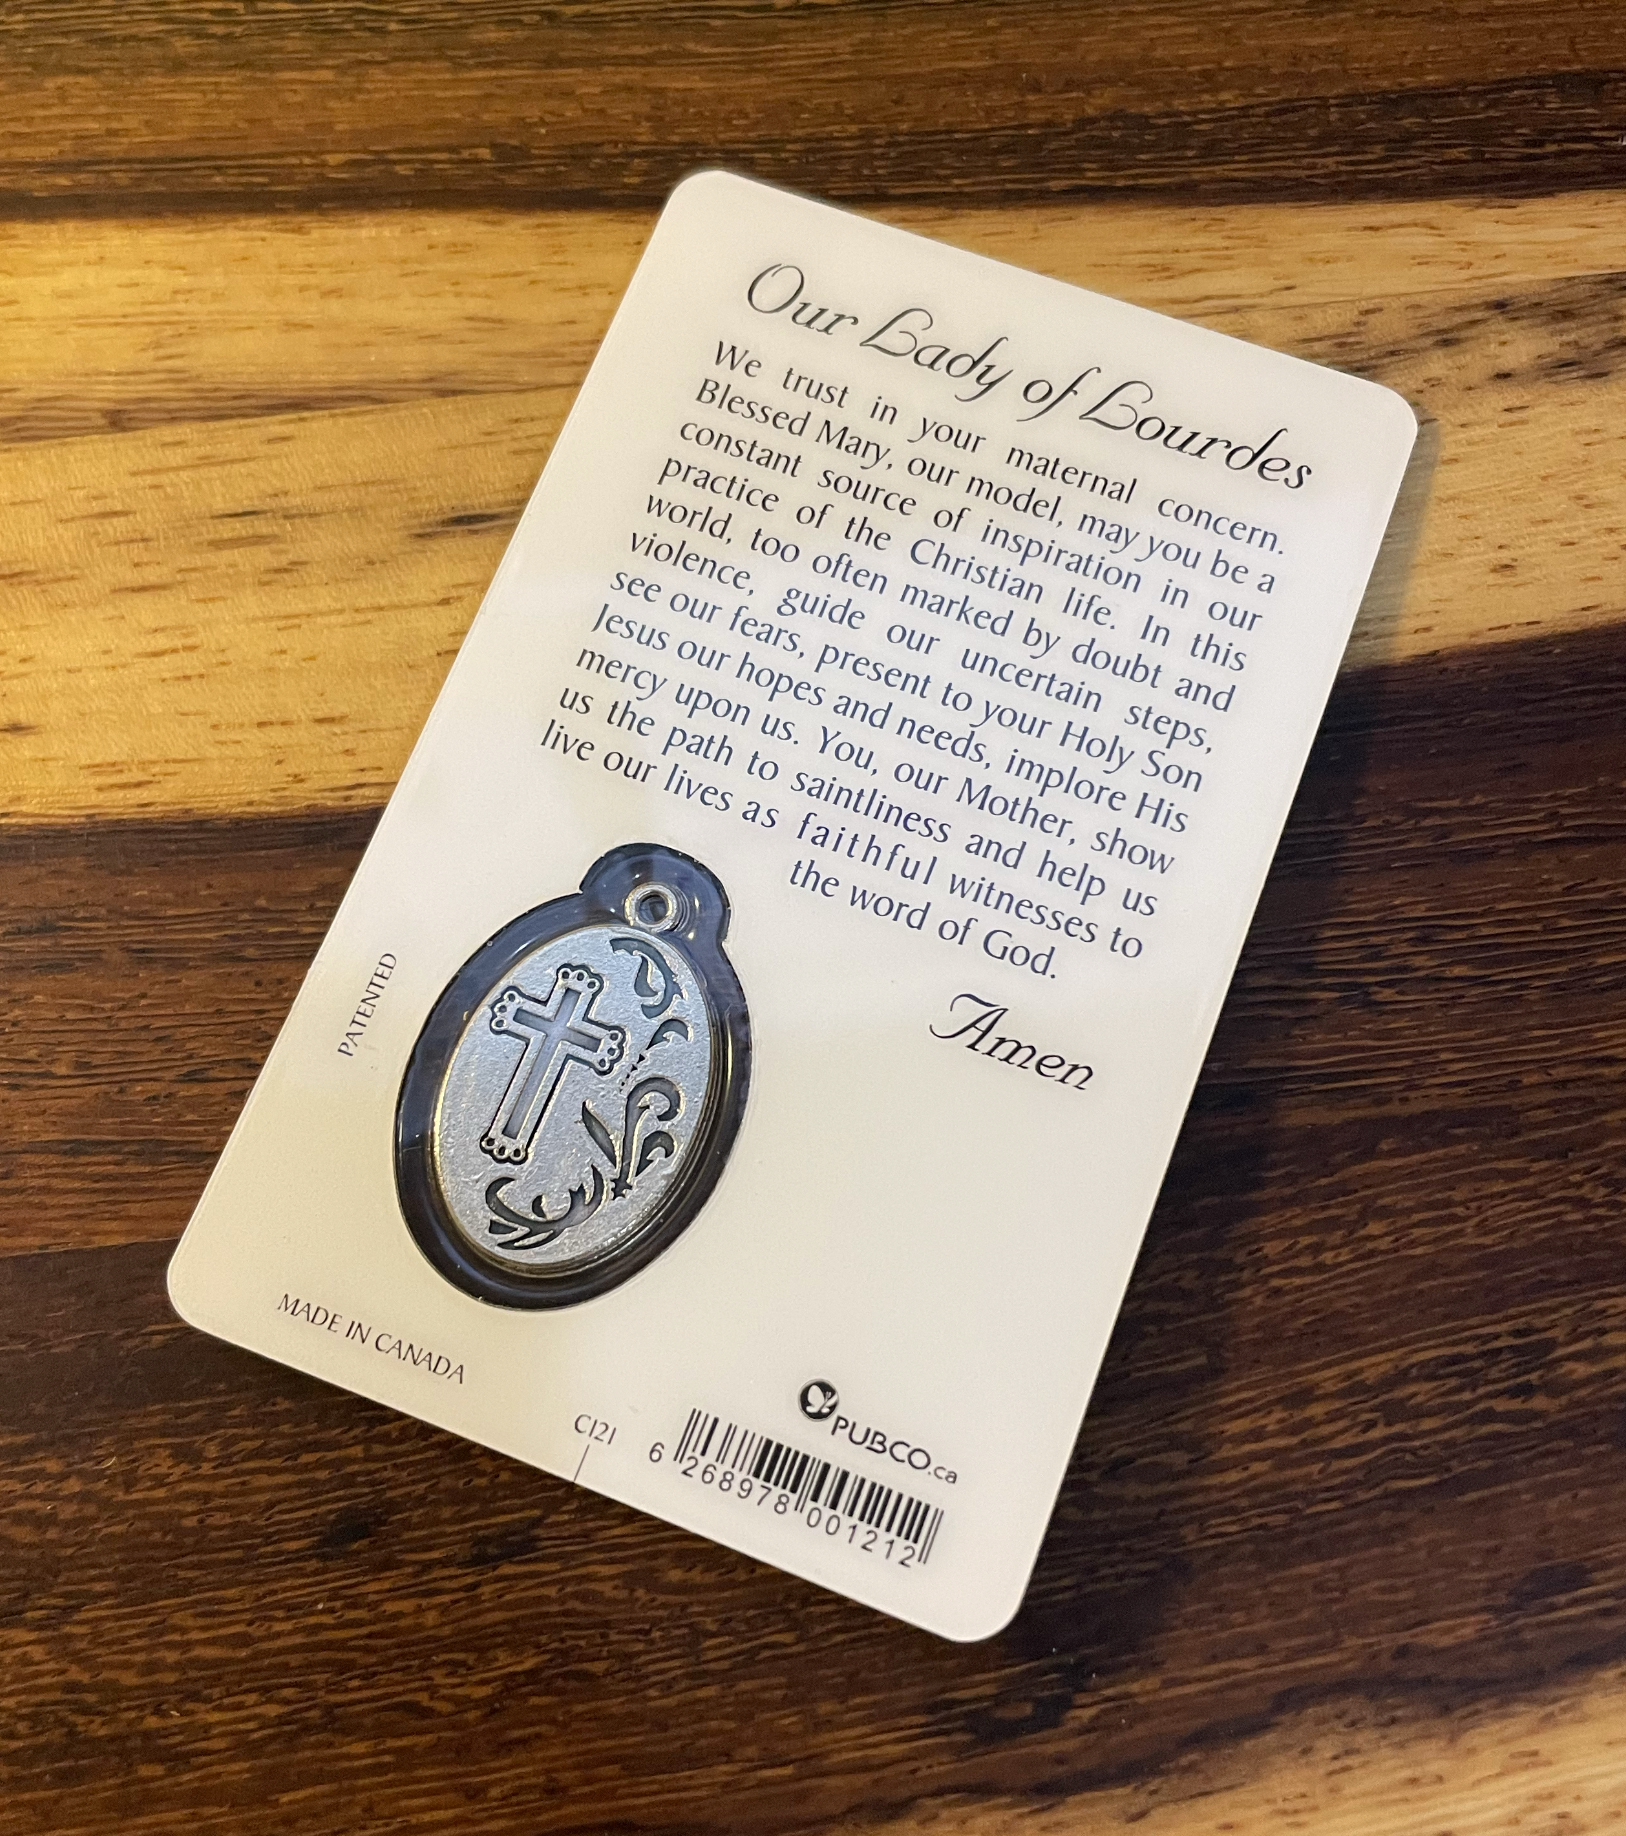 Our Lady of Lourdes
We trust in your maternal concern.
Blessed Mary, our model, may you be a
constant source of inspiration in our
practice of the Christian life. In this
world, too often marked by doubt and
violence, guide our uncertain steps,
see our fears, present to your Holy Son
Jesus our hopes and needs, implore His
mercy upon us. You, our Mother, show
us the path to saintliness and help us
live our lives as faithful witnesses to
the word of God.
Amen
PATENTED
MADE IN CANADA
C121
PUBCO.ca
6 268978 001212